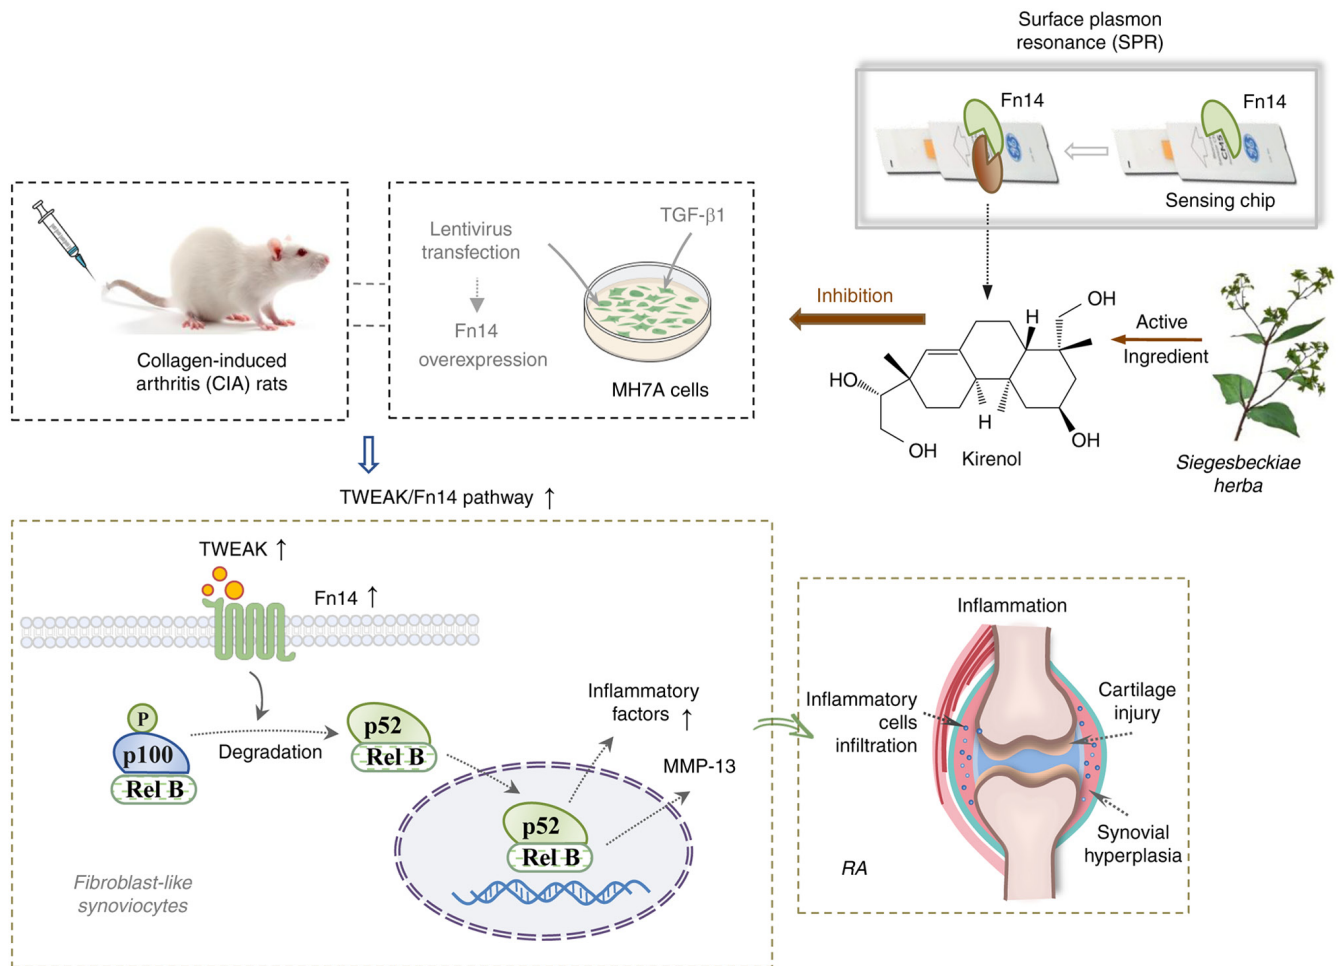 Surface plasmon
resonance (SPR)
Fn14
Fn14
Sensing chip
Lentivirus
transfection
TGF-β1
Fn14
overexpression
MH7A cells
Collagen-induced
arthritis (CIA) rats
Inhibition
OH
H
HO
H
OH
OH
Kirenol
Active
Ingredient
Siegesbeckiae
herba
TWEAK/Fn14 pathway ↑
TWEAK ↑
Fn14 ↑
P
p100
Rel B
Degradation
p52
Rel B
Inflammatory
factors ↑
MMP-13
p52
Rel B
Fibroblast-like
synoviocytes
Inflammation
Inflammatory
cells
infiltration
Cartilage
injury
Synovial
hyperplasia
RA